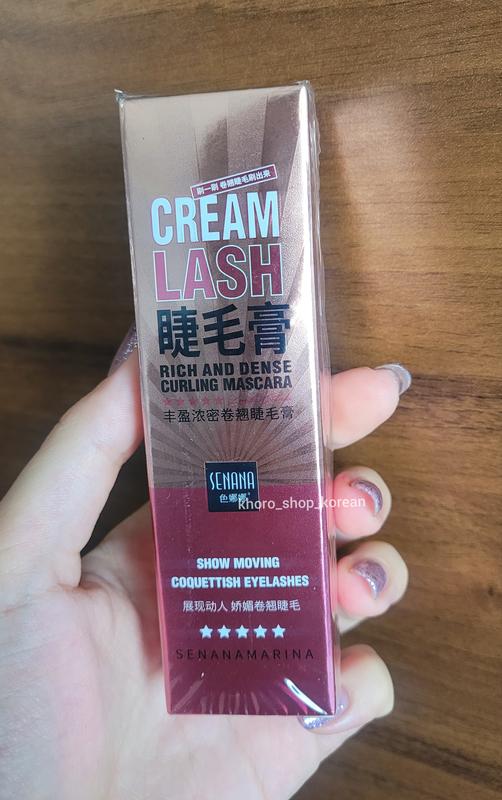 刷一刷 卷翘睫毛刷出来
CREAM
LASH
睫毛膏
RICH AND DENSE
CURLING MASCARA
丰盈浓密卷翘睫毛膏
SENANA
色娜娜
khoro_shop_korean
SHOW MOVING
COQUETTISH EYELASHES
展现动人 娇媚卷翘睫毛
SENANAMARINA